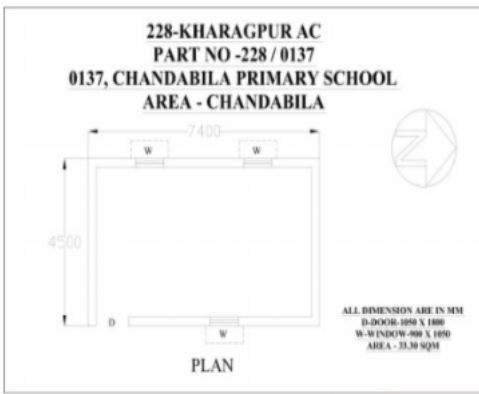 228-KHARAGPUR AC
PART NO -228 / 0137
0137, CHANDABILA PRIMARY SCHOOL
AREA - CHANDABILA
7400
W
W
N
4500
D
W
ALL DIMENSION ARE IN MM
D-DOOR-1050 X 1800
W-WINDOW-900 X 1050
AREA - 33.30 SQM
PLAN